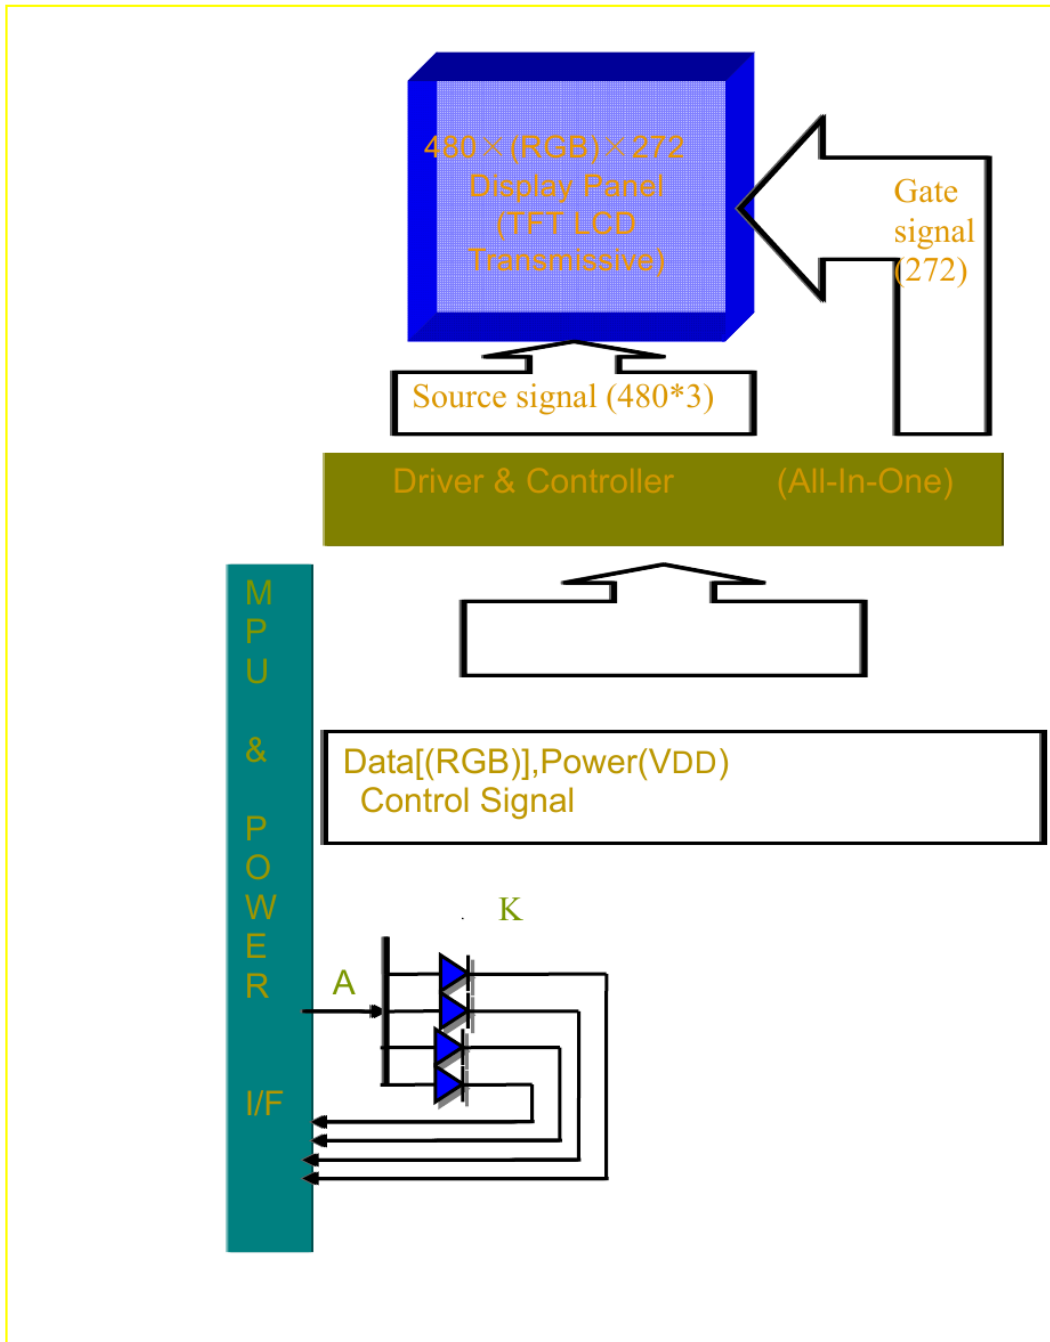 480×(RGB)×272
Display Panel
(TFT LCD
Transmissive)
Gate
signal
(272)
Source signal (480*3)
Driver & Controller (All-In-One)
M
P
U
&
P
O
W
E
R
I/F
Data[(RGB)],Power(VDD)
Control Signal
K
A